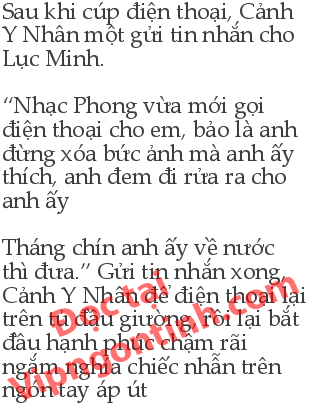 Sau khi cúp điện thoại, Cảnh
Y Nhân một gửi tin nhắn cho
Lục Minh.
“Nhạc Phong vừa mới gọi
điện thoại cho em, bảo là anh
đừng xóa bức ảnh mà anh ấy
thích, anh đem đi rửa ra cho
anh ấy
Tháng chín anh ấy về nước
thì đưa.” Gửi tin nhắn xong,
Cảnh Y Nhân để điện thoại lại
trên tủ đầu giường, rồi lại bắt
đầu hạnh phúc chậm rãi
ngắm nghía chiếc nhẫn trên
ngón tay áp út
Đọc tại
Vipngontinh.com